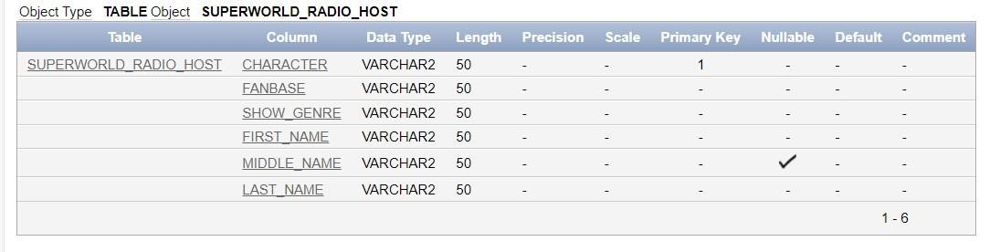 Object Type TABLE Object SUPERWORLD_RADIO_HOST
Table Column Data Type Length Precision Scale Primary Key Nullable Default Comment
SUPERWORLD_RADIO_HOST CHARACTER VARCHAR2 50 - - 1 - - -
FANBASE VARCHAR2 50 - - - - - -
SHOW_GENRE VARCHAR2 50 - - - - - -
FIRST_NAME VARCHAR2 50 - - - - - -
MIDDLE_NAME VARCHAR2 50 - - - ✓ - -
LAST_NAME VARCHAR2 50 - - - - - -
1 - 6